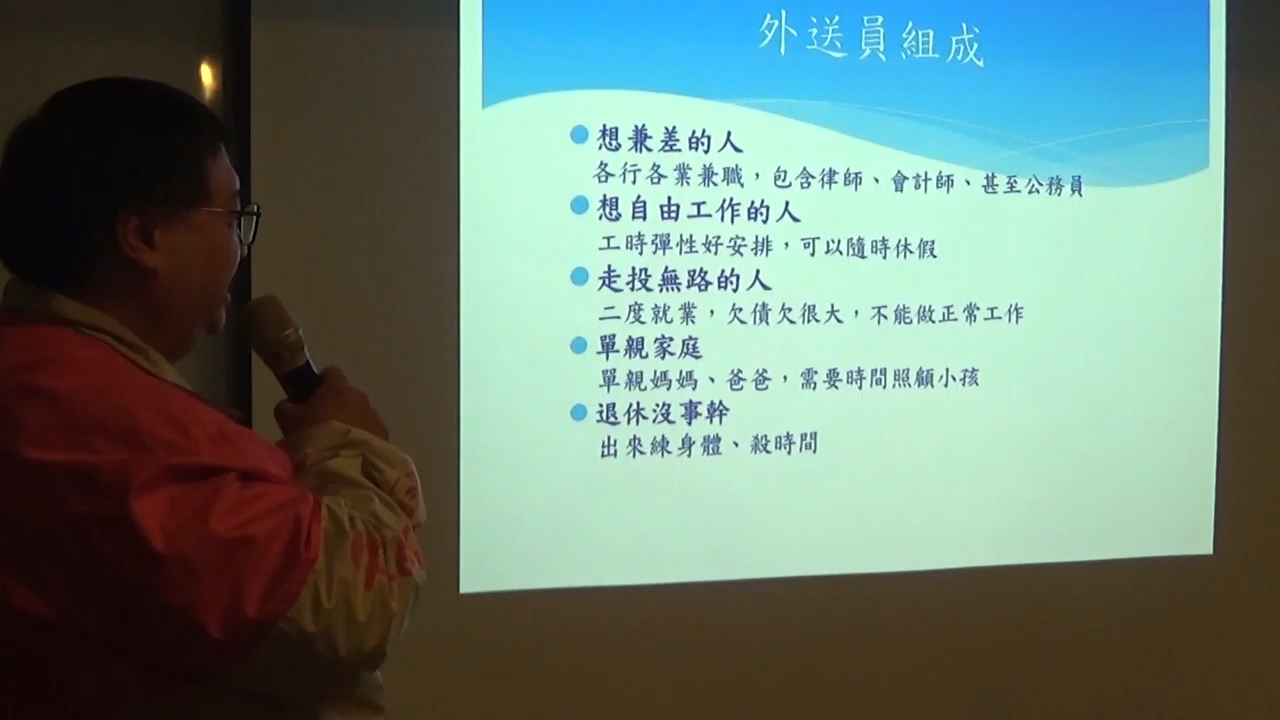 外送員組成
想兼差的人
各行各業兼職，包含律師、會計師、甚至公務員
想自由工作的人
工時彈性好安排，可以隨時休假
走投無路的人
二度就業，欠債欠很大，不能做正常工作
單親家庭
單親媽媽、爸爸，需要時間照顧小孩
退休沒事幹
出來練身體、殺時間